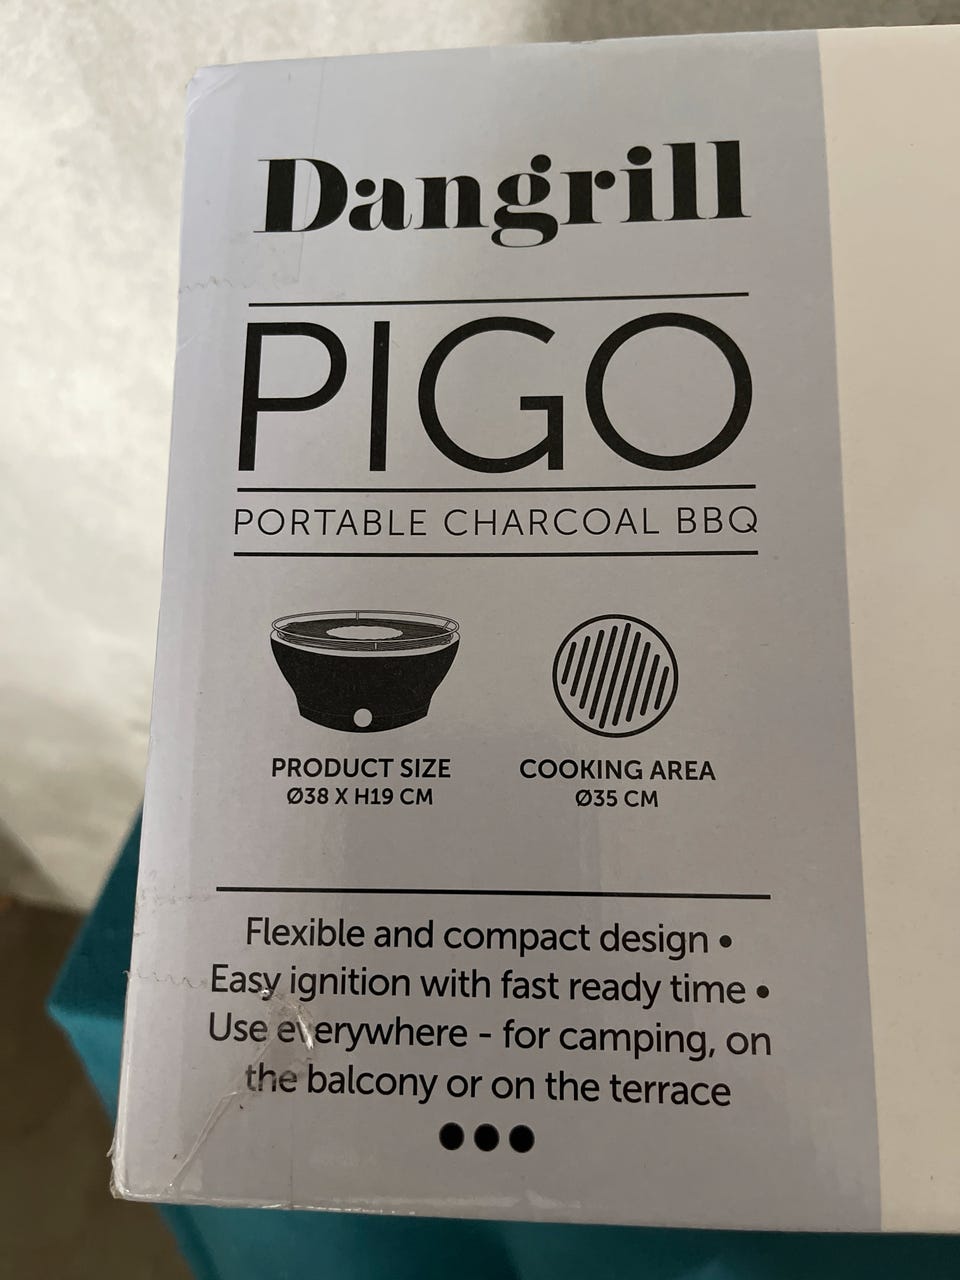 Dangrill
PIGO
PORTABLE CHARCOAL BBQ
PRODUCT SIZE
Ø38 X H19 CM
COOKING AREA
Ø35 CM
Flexible and compact design •
Easy ignition with fast ready time •
Use everywhere - for camping, on
the balcony or on the terrace